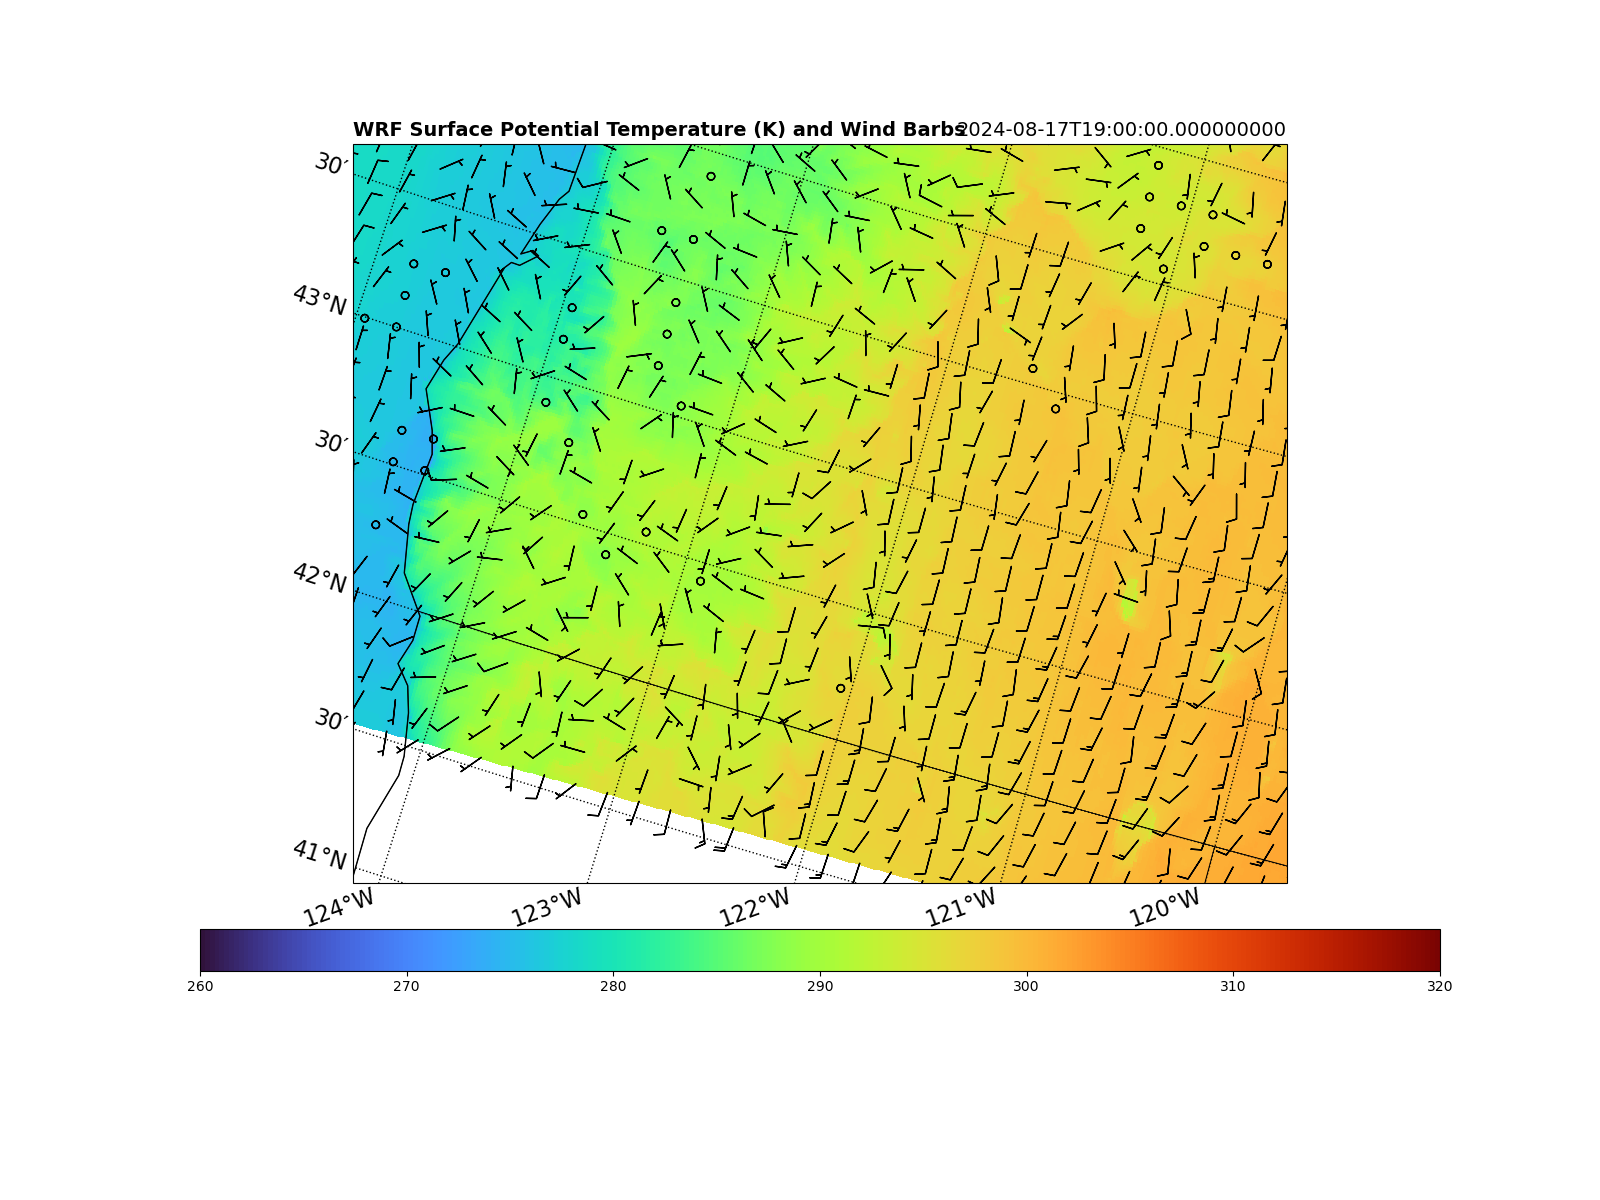 WRF Surface Potential Temperature (K) and Wind Barbs
2024-08-17T19:00:00.000000000
30′
43°N
30′
42°N
30′
41°N
124°W 123°W 122°W 121°W 120°W
260 270 280 290 300 310 320